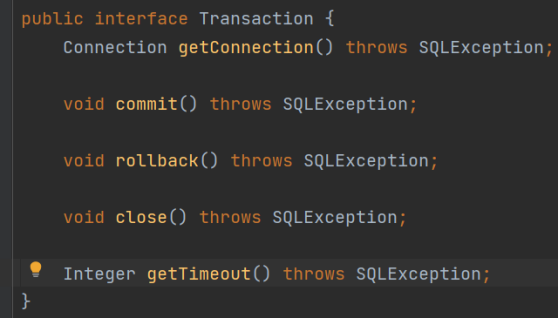 public interface Transaction {
    Connection getConnection() throws SQLException;
    void commit() throws SQLException;
    void rollback() throws SQLException;
    void close() throws SQLException;
    Integer getTimeout() throws SQLException;
}